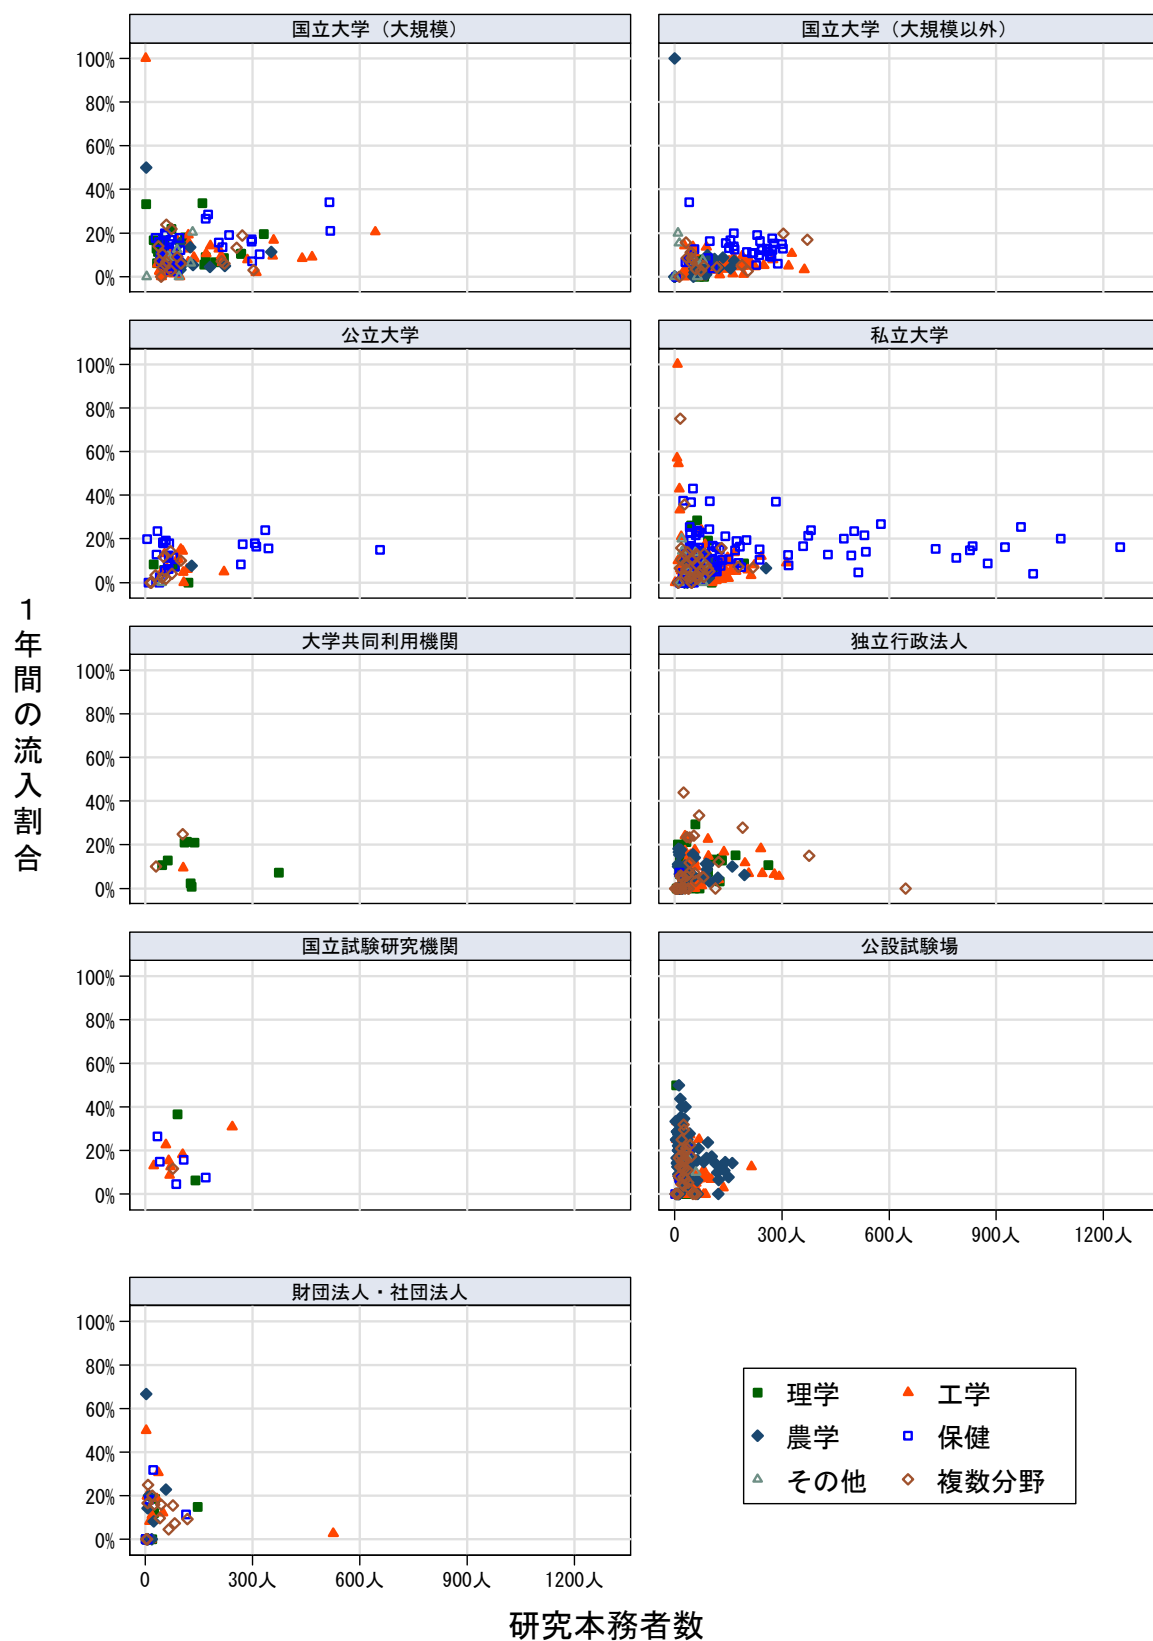 国立大学（大規模）
国立大学（大規模以外）
100%
80%
60%
40%
20%
0%
公立大学
私立大学
100%
80%
60%
40%
20%
0%
大学共同利用機関
独立行政法人
100%
80%
60%
40%
20%
0%
国立試験研究機関
公設試験場
100%
80%
60%
40%
20%
0%
0 300人 600人 900人 1200人
財団法人・社団法人
100%
80%
60%
40%
20%
0%
0 300人 600人 900人 1200人
1年間の流入割合
研究本務者数
理学 工学
農学 保健
その他 複数分野